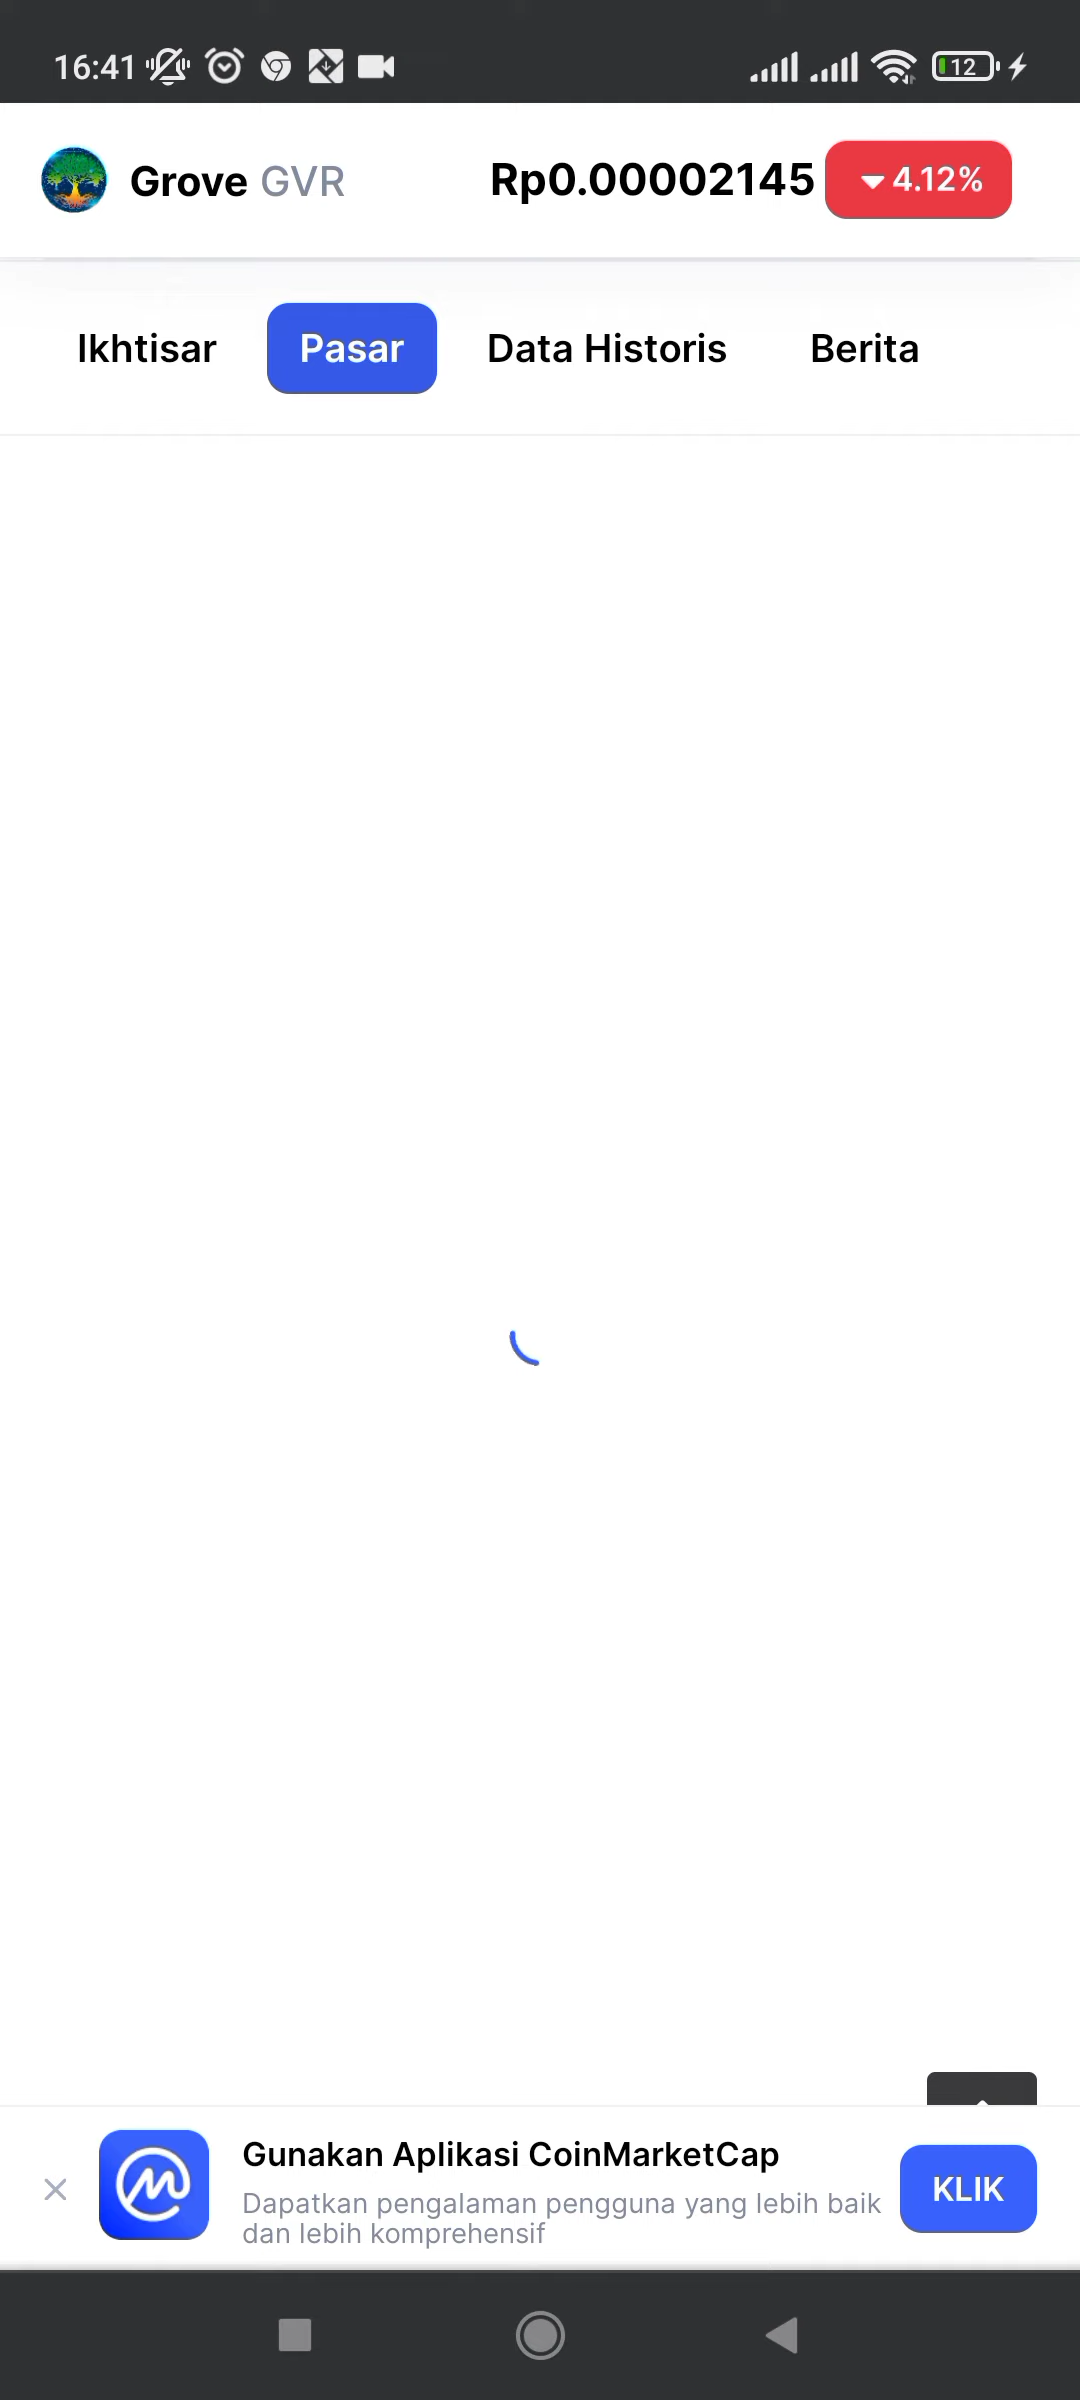 16:41
12
Grove GVR
Rp0.00002145
4.12%
Ikhtisar
Pasar
Data Historis
Berita
Gunakan Aplikasi CoinMarketCap
Dapatkan pengalaman pengguna yang lebih baik
dan lebih komprehensif
KLIK